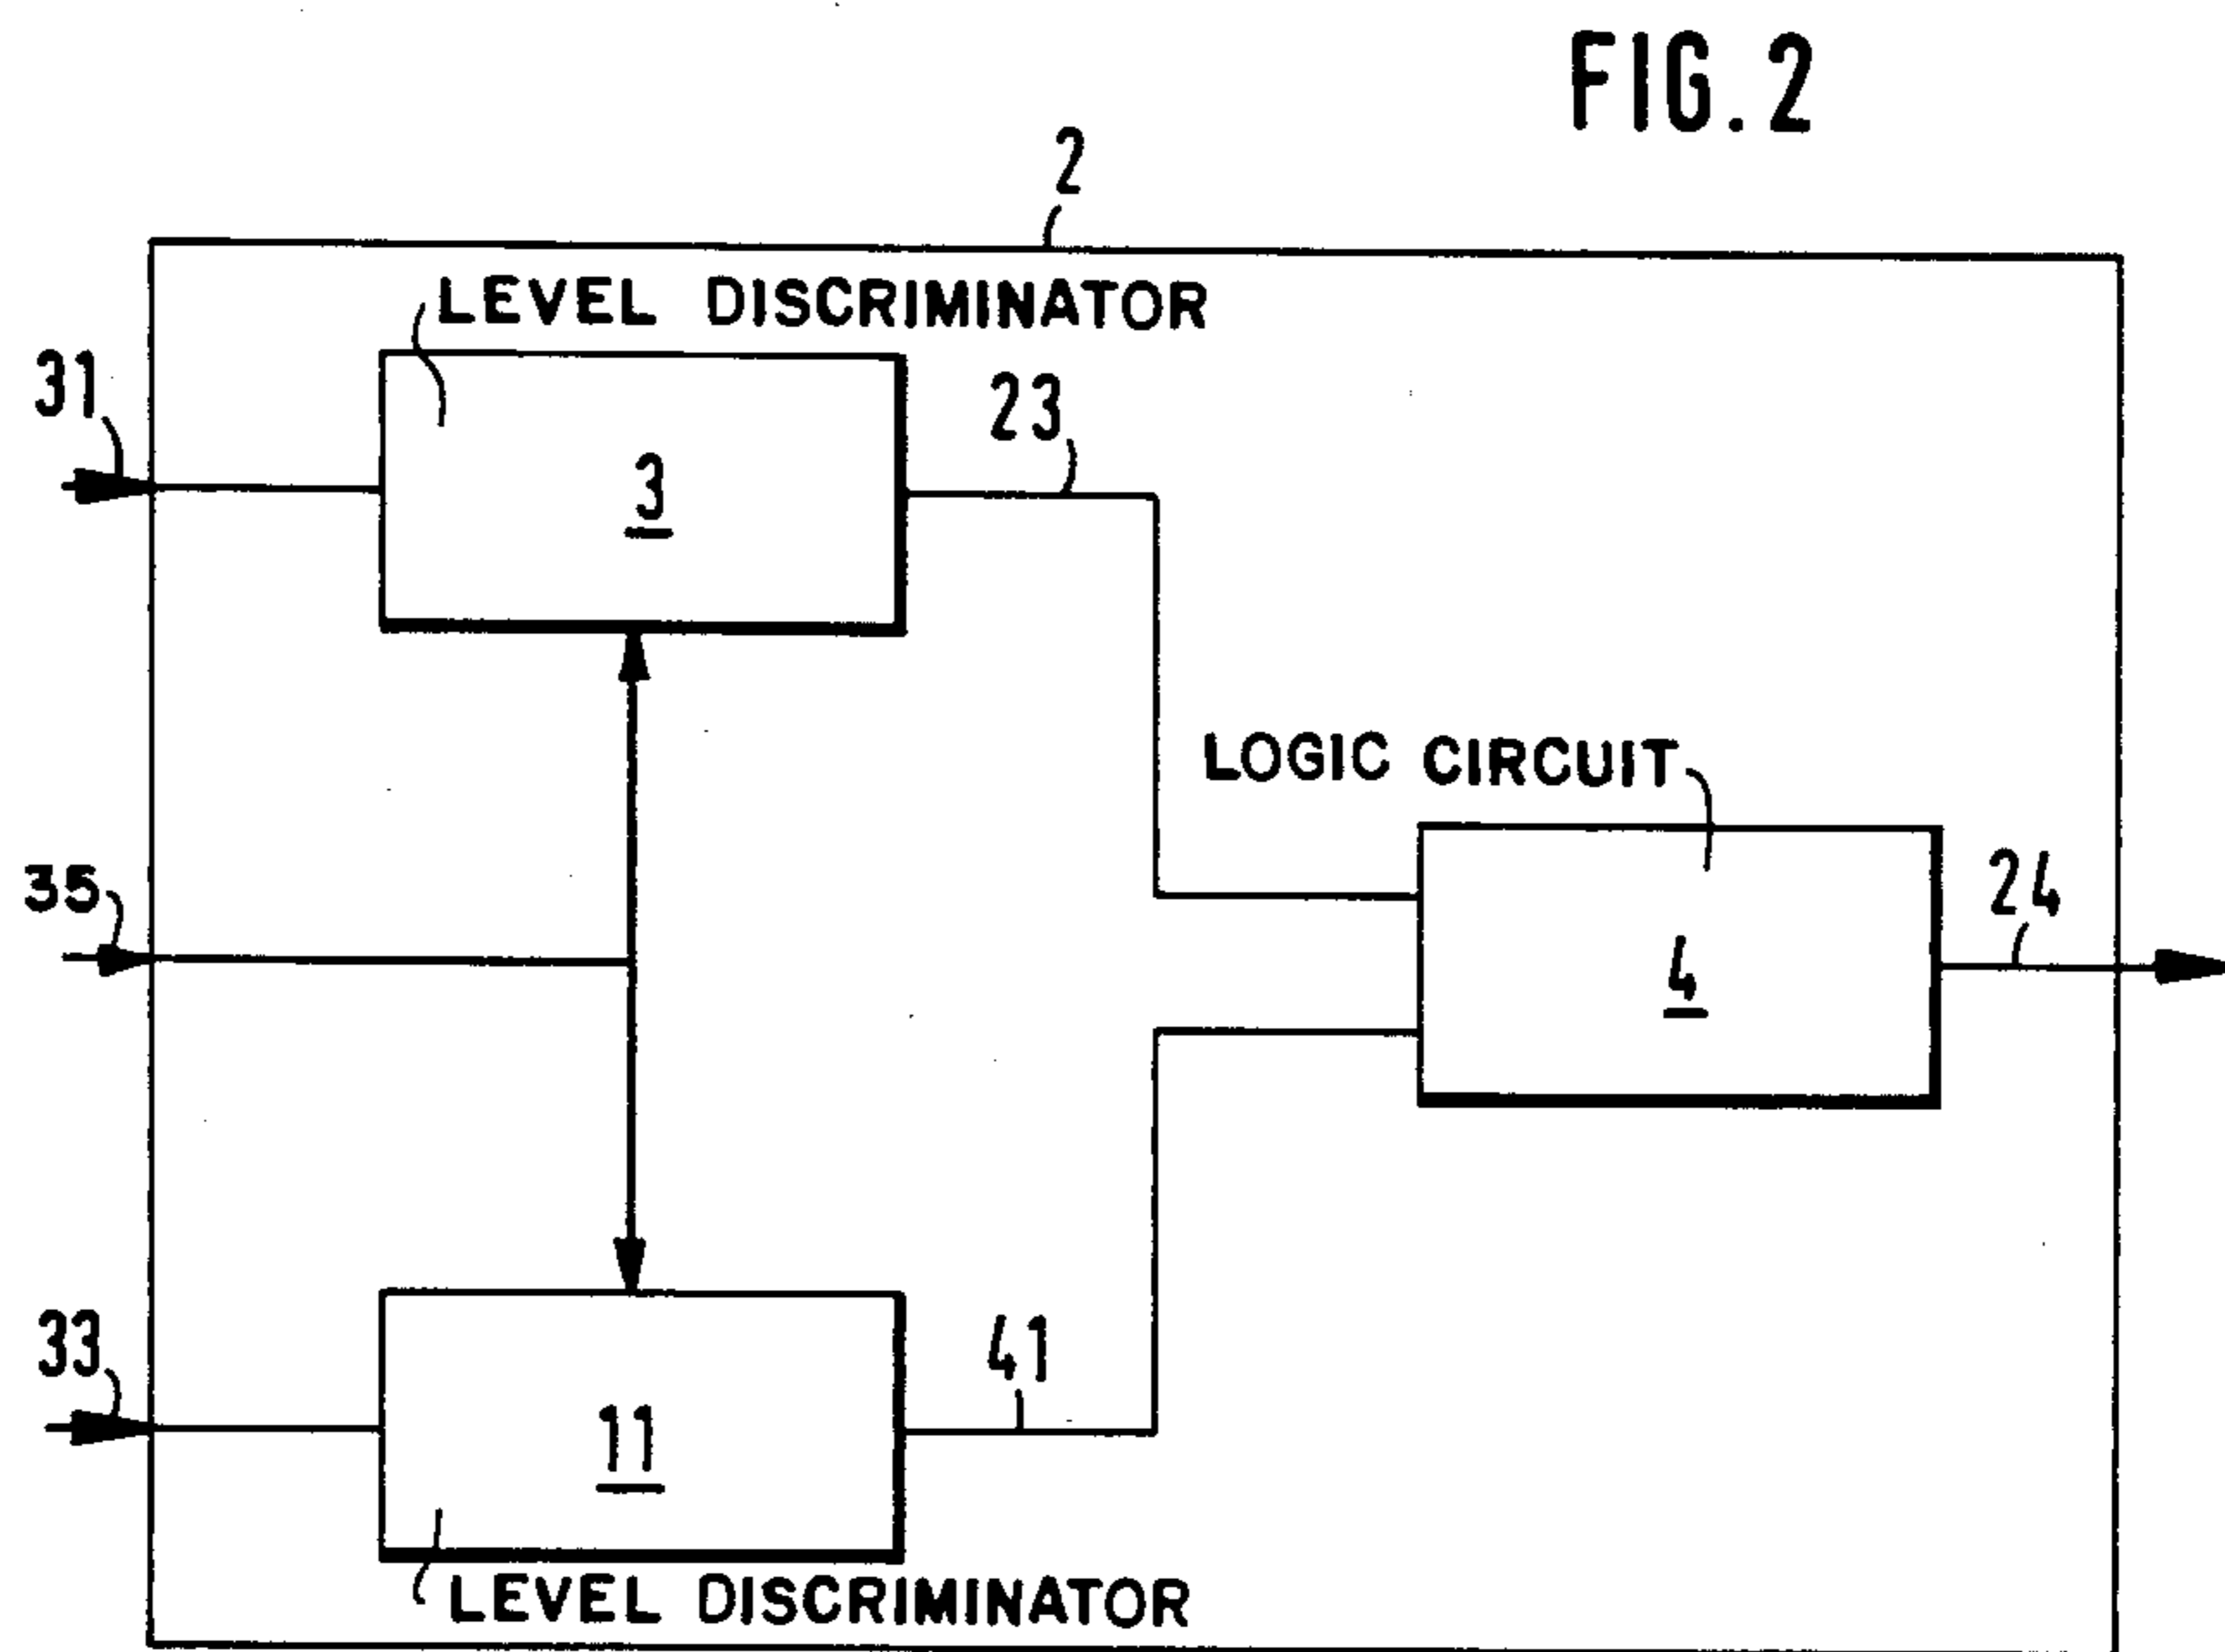 FIG. 2
2
LEVEL DISCRIMINATOR
31
23
3
LOGIC CIRCUIT
35
24
4
33
41
11
LEVEL DISCRIMINATOR